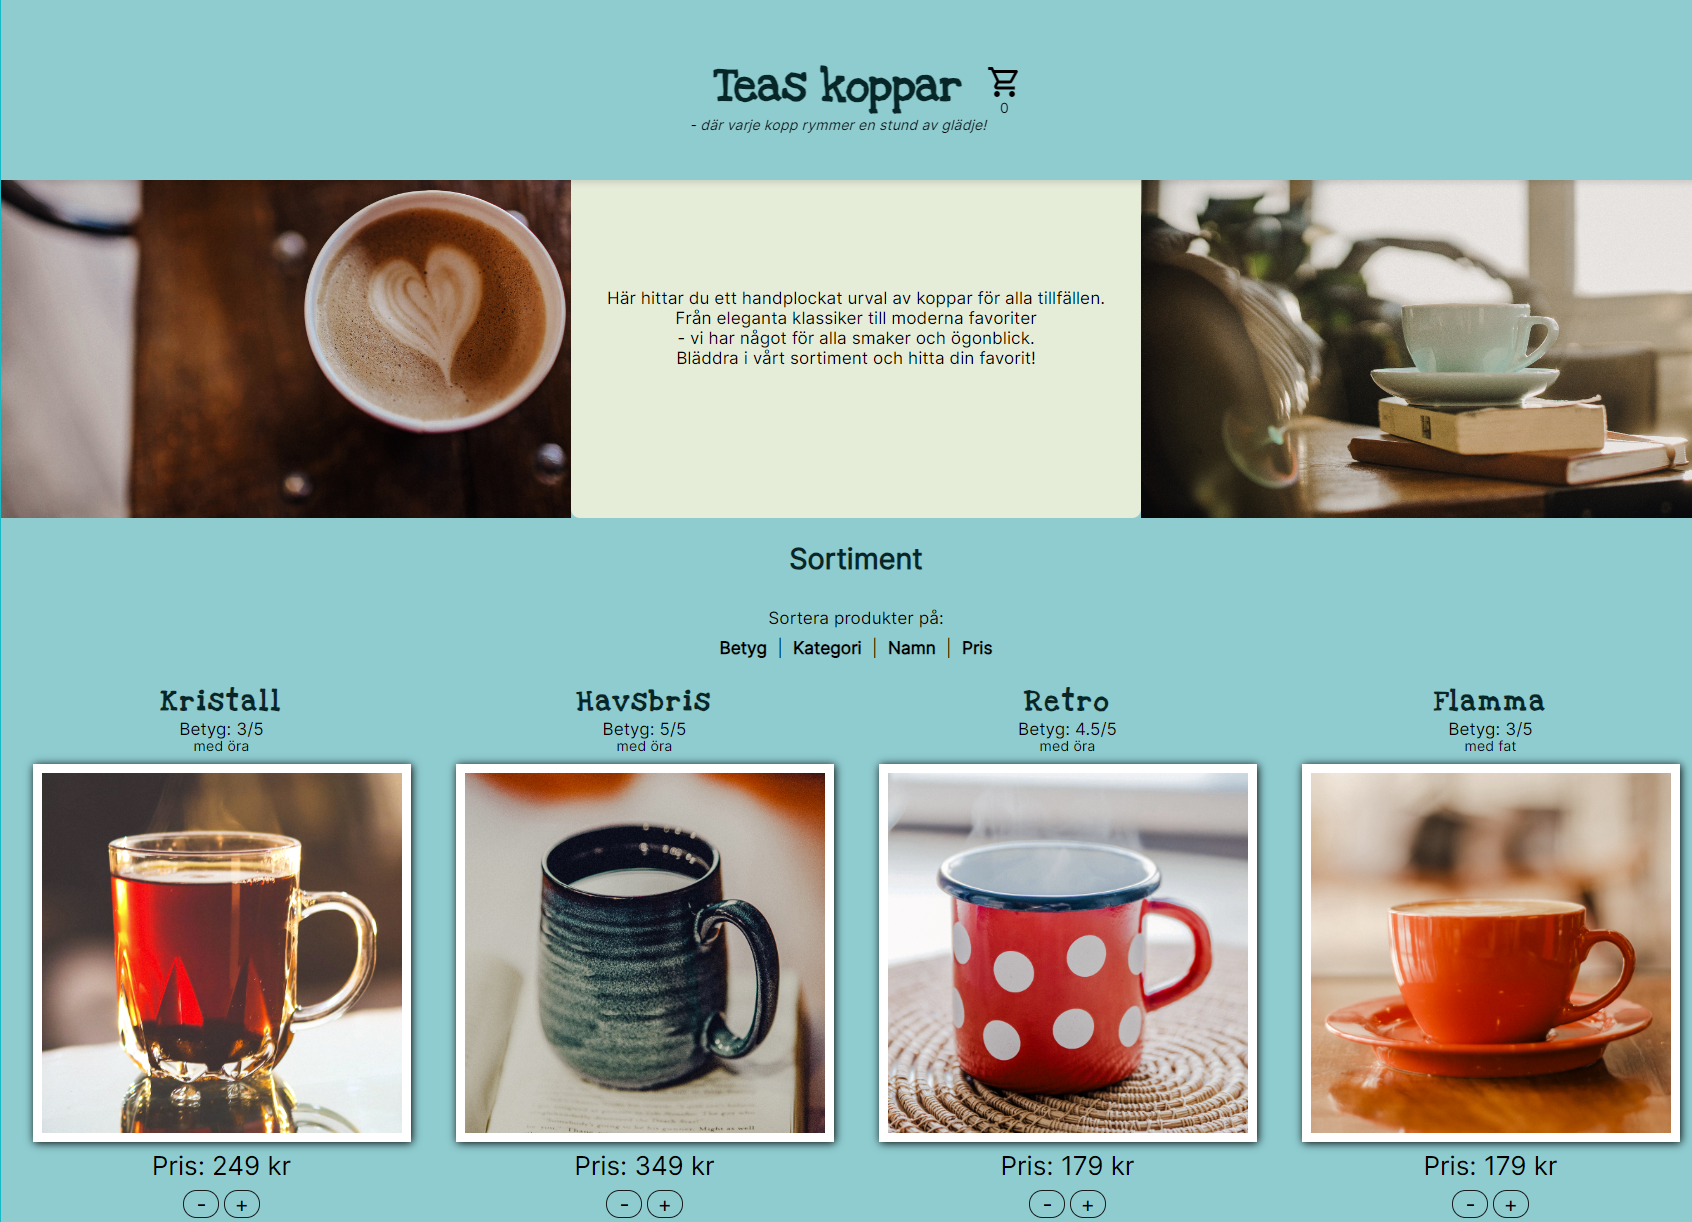 Teas koppar
0
- där varje kopp rymmer en stund av glädje!
Här hittar du ett handplockat urval av koppar för alla tillfällen.
Från eleganta klassiker till moderna favoriter
- vi har något för alla smaker och ögonblick.
Bläddra i vårt sortiment och hitta din favorit!
Sortiment
Sortera produkter på:
Betyg | Kategori | Namn | Pris
Kristall
Betyg: 3/5
med öra
Pris: 249 kr
- +
Havsbris
Betyg: 5/5
med öra
Pris: 349 kr
- +
Retro
Betyg: 4.5/5
med öra
Pris: 179 kr
- +
Flamma
Betyg: 3/5
med fat
Pris: 179 kr
- +